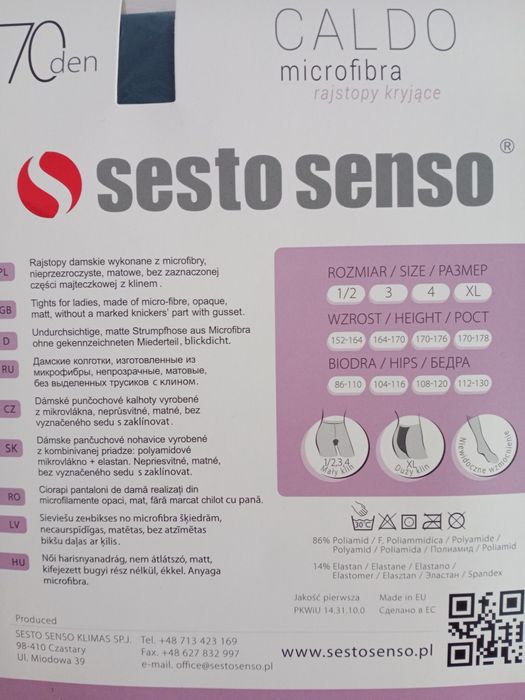 70 den
CALDO
microfibra
rajstopy kryjące
sesto senso®
PL
Rajstopy damskie wykonane z microfibry,
nieprzezroczyste, matowe, bez zaznaczonej
części majteczkowej z klinem.
GB
Tights for ladies, made of micro-fibre, opaque,
matt, without a marked knickers' part with gusset.
D
Undurchsichtige, matte Strumpfhose aus Microfibra
ohne gekennzeichneten Miederteil, blickdicht.
RU
Дамские колготки, изготовленные из
микрофибры, непрозрачные, матовые,
без выделенных трусиков с клином.
CZ
Dámské punčochové kalhoty vyrobené
z mikrovlákna, neprůsvitné, matné, bez
vyznačeného sedu s zaklínovat.
SK
Dámske pančuchové nohavice vyrobené
z kombinavanej priadze: polyamidové
mikrovlákno + elastan. Nepriesvitné, matné,
bez vyznačeného sedu s zaklínovat.
RO
Ciorapi pantaloni de damă realizați din
microfilamente opaci, mat, fără marcat chilot cu pană.
LV
Sieviešu zeнbikses no microfibra šķiedrām,
necaurspīdīgas, matētas, bez atzīmētas
bikšu daļas ar ķīlis.
HU
Női harisnyanadrág, nem átlátszó, matt,
kifejezett bugyi rész nélkül, ékkel. Anyaga
microfibra.
ROZMIAR / SIZE / РАЗМЕР
1/2 3 4 XL
WZROST / HEIGHT / РОСТ
152-164 164-170 170-176 170-178
BIODRA / HIPS / БЕДРА
86-110 104-116 108-120 112-130
1/2,3,4
Mały klin
XL
Duży klin
Niewidoczne wzmocnienie
30°C
86% Poliamid / F. Poliammidica / Polyamide /
Polyamid / Poliamida / Полиамид / Poliamid
14% Elastan / Elastane / Elastano /
Elastomer / Elasztan / Эластан / Spandex
Jakość pierwsza Made in EU
PKWiU 14.31.10.0 Сделано в ЕС
Produced
SESTO SENSO KLIMAS SP.J.
98-410 Czastary
Ul. Miodowa 39
Tel. +48 713 423 169
Fax. +48 627 832 997
e-mail. office@sestosenso.pl
www.sestosenso.pl